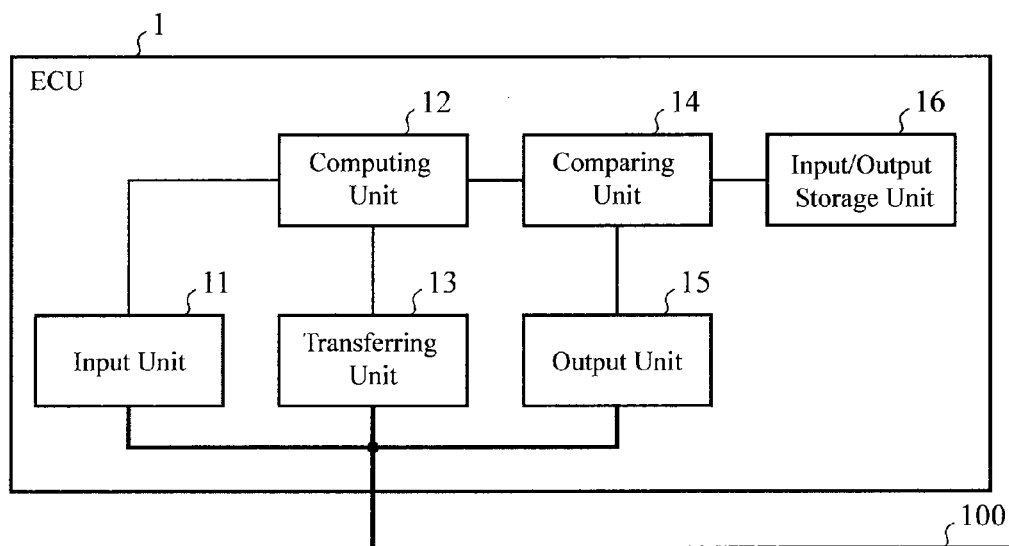 1
ECU
12
14
16
Computing
Unit
Comparing
Unit
Input/Output
Storage Unit
11
13
15
Input Unit
Transferring
Unit
Output Unit
100